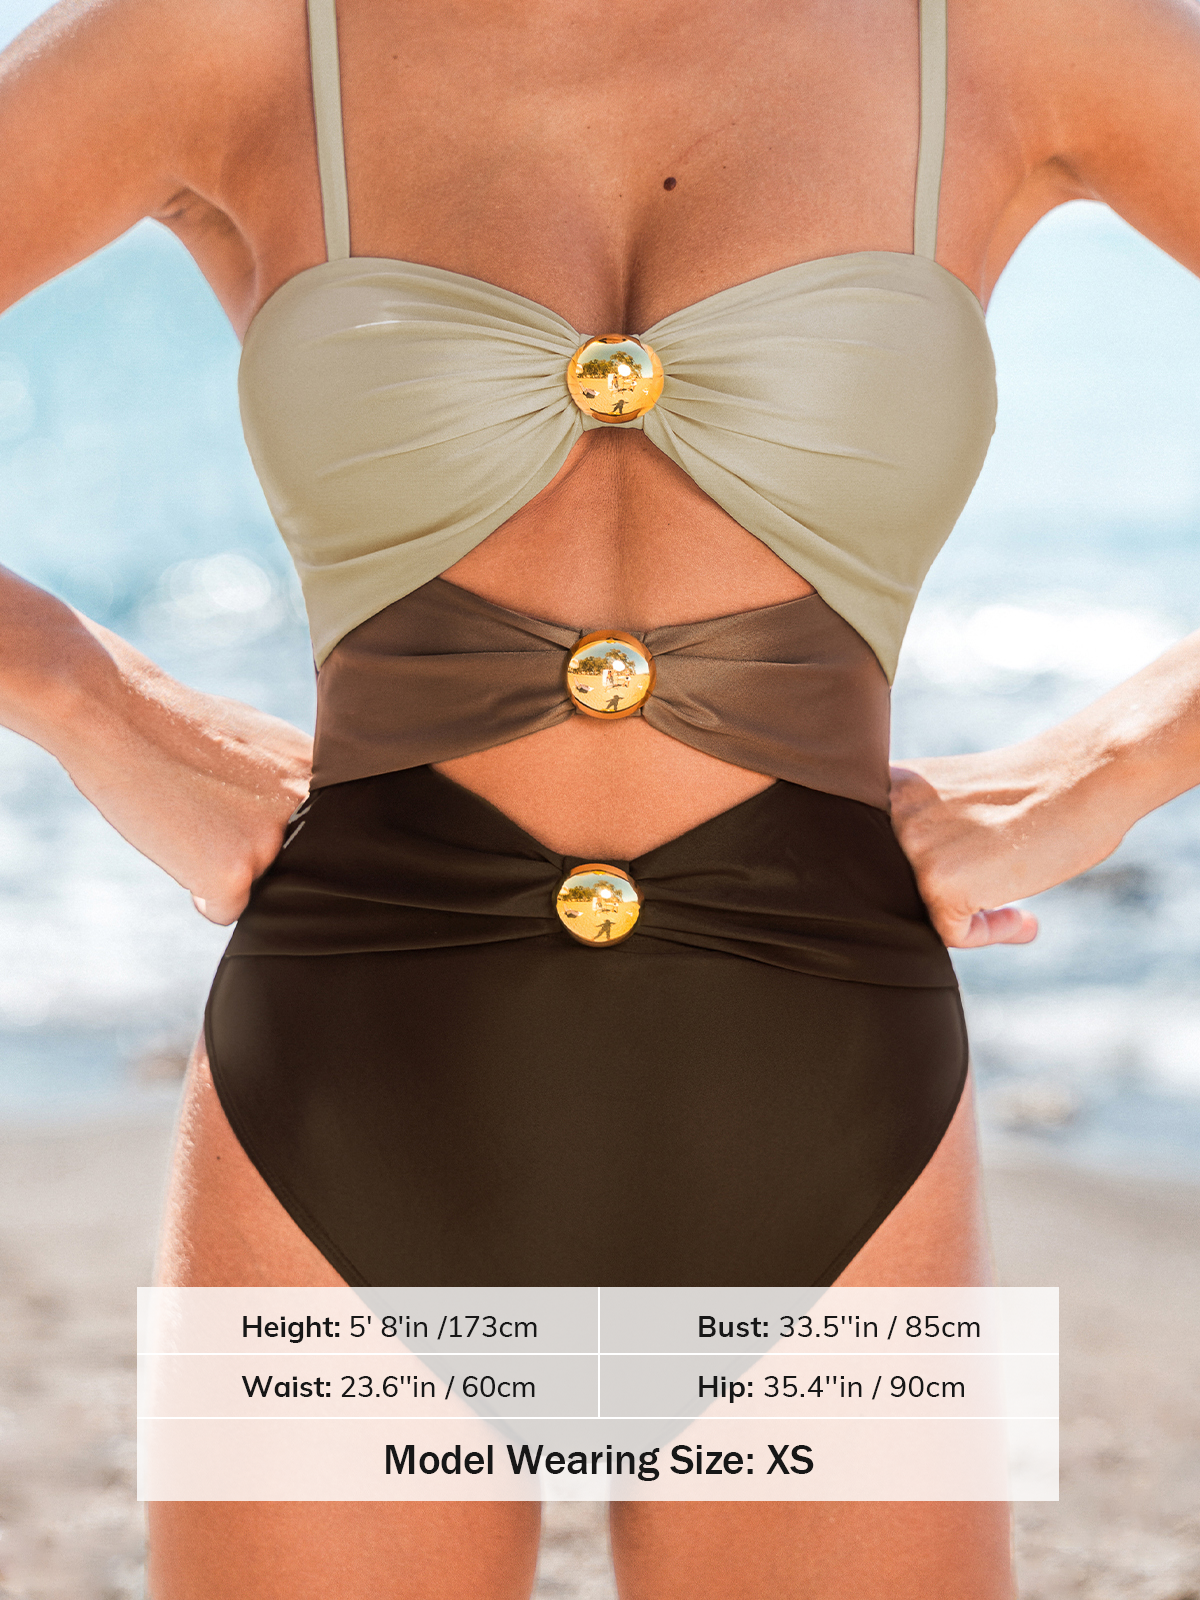 Height: 5' 8'in /173cm
Bust: 33.5''in / 85cm
Waist: 23.6''in / 60cm
Hip: 35.4''in / 90cm
Model Wearing Size: XS